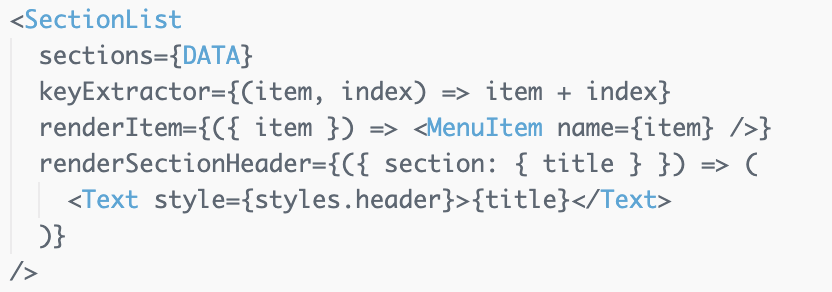 <SectionList
sections={DATA}
keyExtractor={(item, index) => item + index}
renderItem={({ item }) => <MenuItem name={item} />}
renderSectionHeader={({ section: { title } }) => (
<Text style={styles.header}>{title}</Text>
)}
/>